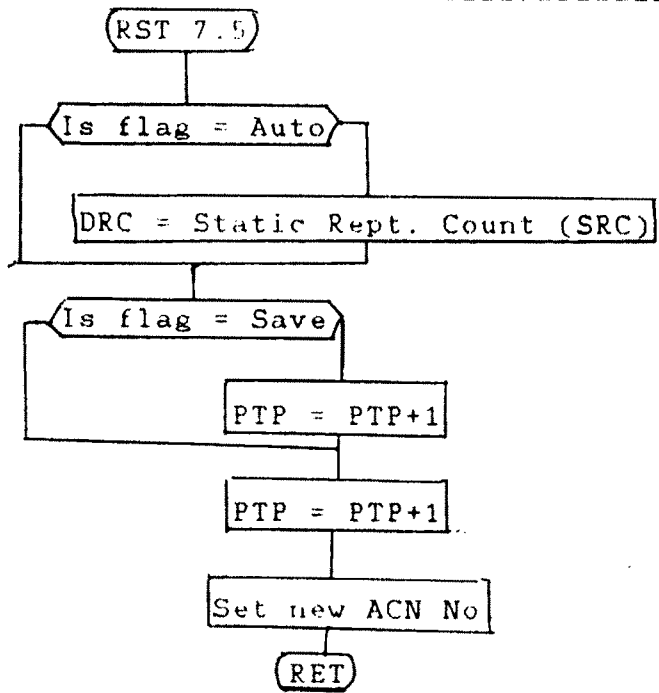 RST 7.5
Is flag = Auto
DRC = Static Rept. Count (SRC)
Is flag = Save
PTP = PTP+1
PTP = PTP+1
Set new ACN No
RET